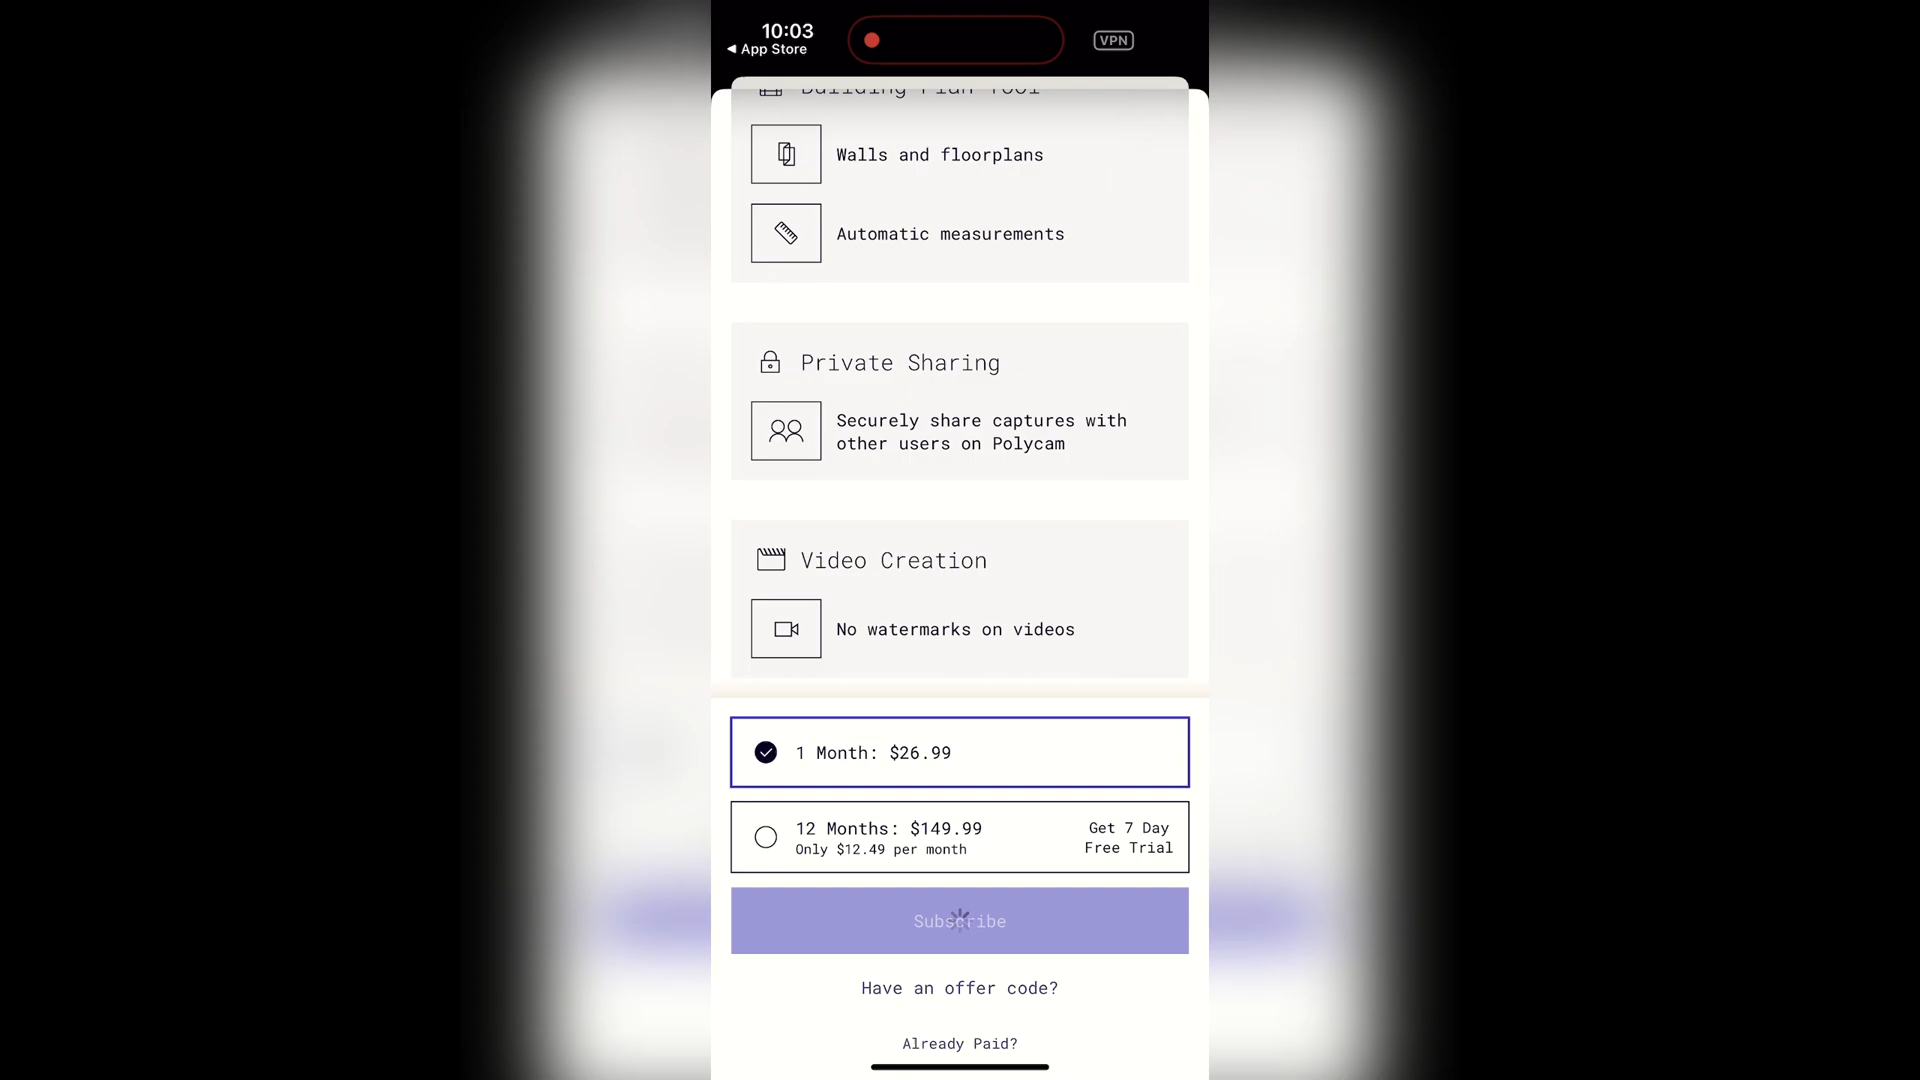 10:03
◀ App Store
VPN
Building Plan Tool
Walls and floorplans
Automatic measurements
Private Sharing
Securely share captures with
other users on Polycam
Video Creation
No watermarks on videos
1 Month: $26.99
12 Months: $149.99
Only $12.49 per month
Get 7 Day
Free Trial
Subscribe
Have an offer code?
Already Paid?